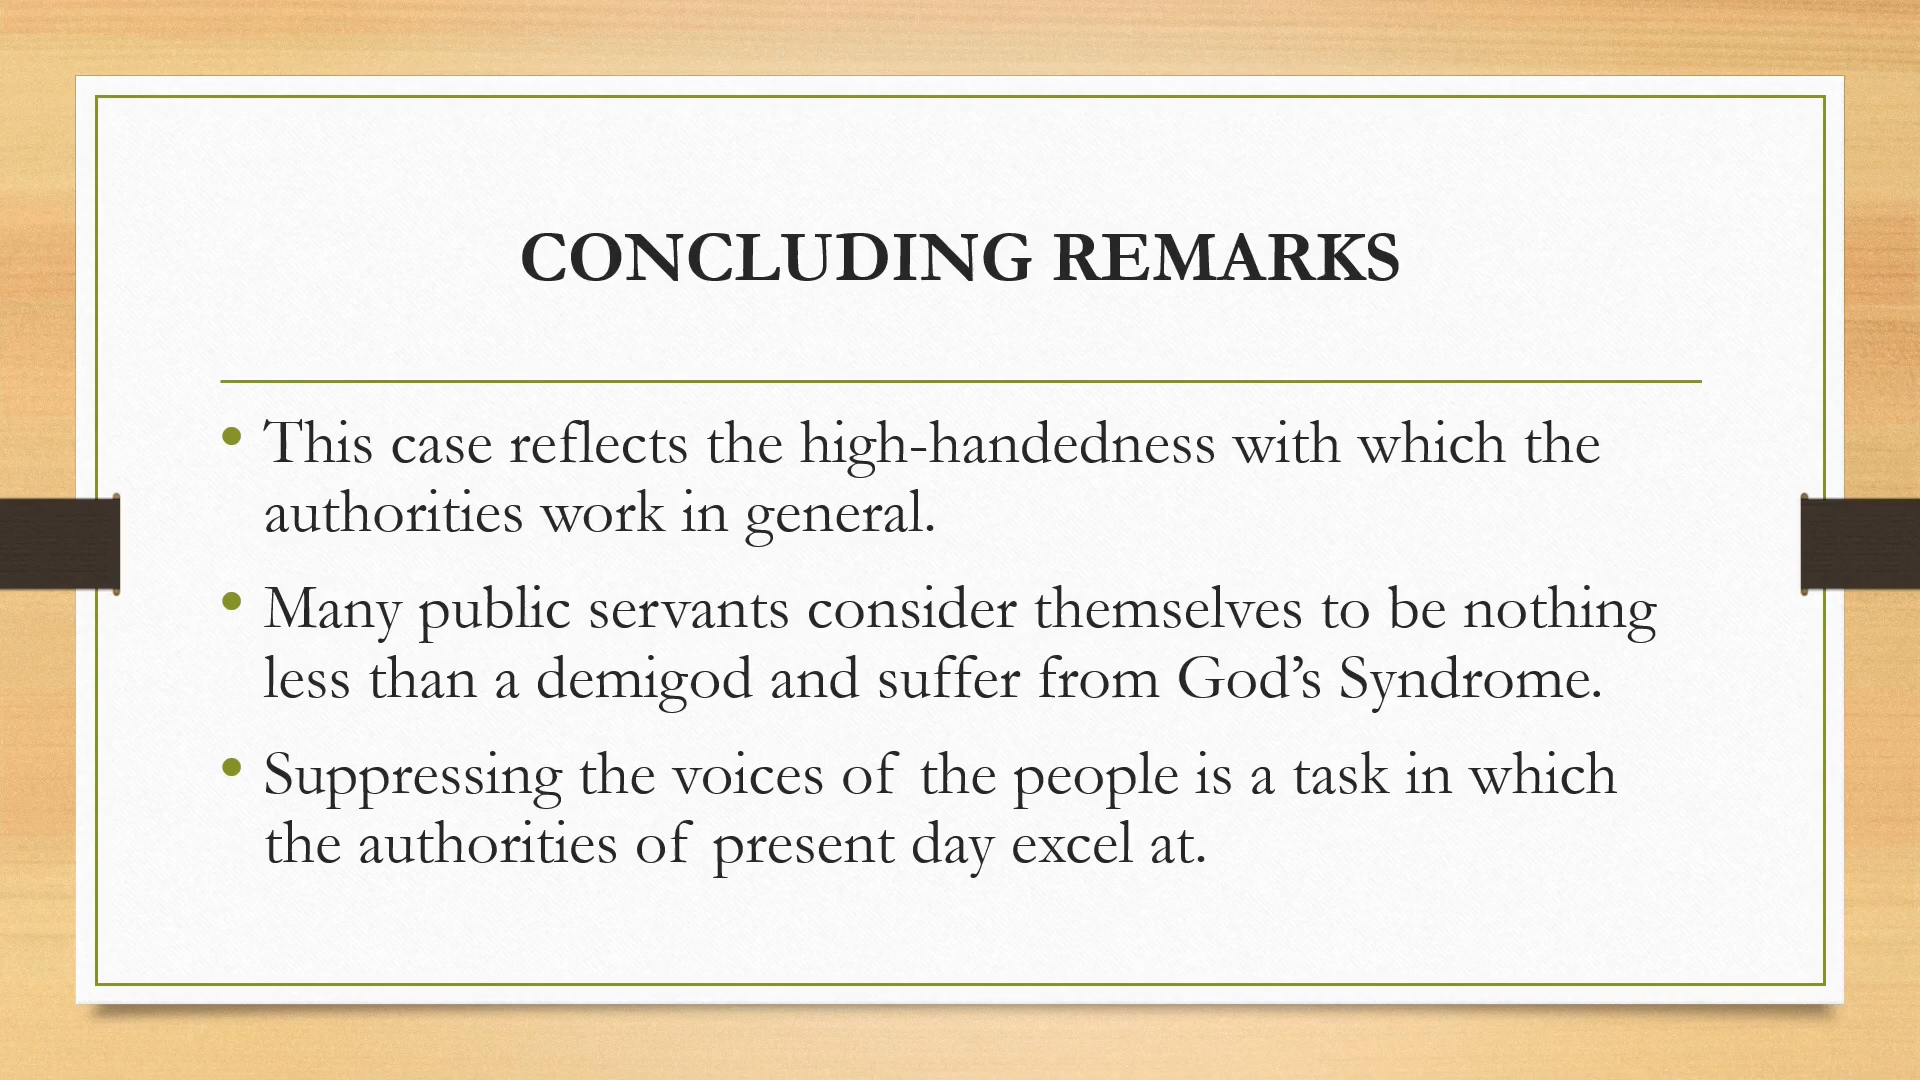 CONCLUDING REMARKS
• This case reflects the high-handedness with which the
authorities work in general.
• Many public servants consider themselves to be nothing
less than a demigod and suffer from God’s Syndrome.
• Suppressing the voices of the people is a task in which
the authorities of present day excel at.